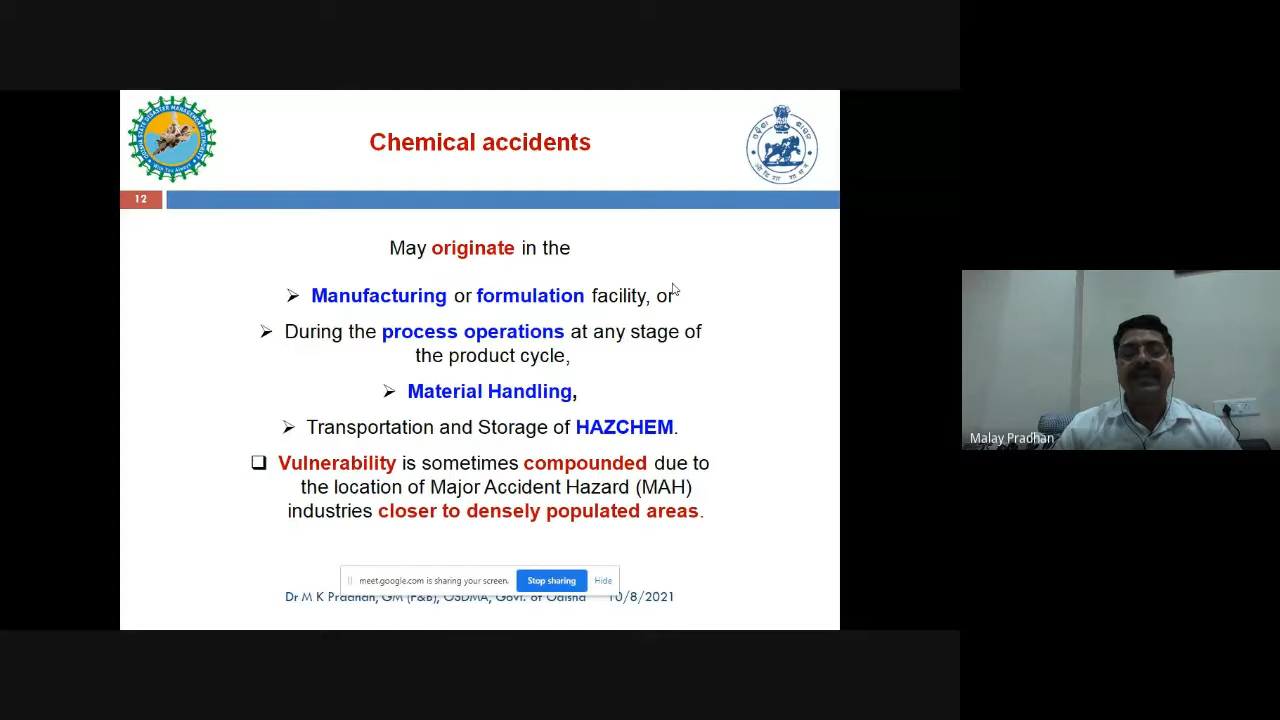 Chemical accidents
12
May originate in the
Manufacturing or formulation facility, or
During the process operations at any stage of
the product cycle,
Material Handling,
Transportation and Storage of HAZCHEM.
Vulnerability is sometimes compounded due to
the location of Major Accident Hazard (MAH)
industries closer to densely populated areas.
meet.google.com is sharing your screen.
Stop sharing
Hide
Dr M K Pradhan, GM (F&B), OSDMA, Govt. of Odisha 10/8/2021
Malay Pradhan